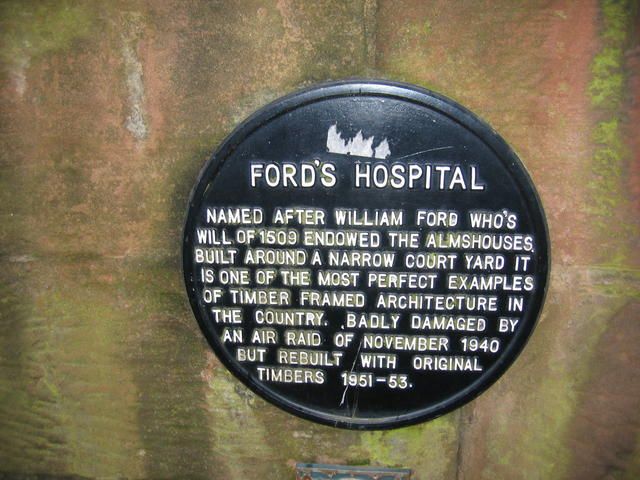 FORD'S HOSPITAL
NAMED AFTER WILLIAM FORD WHO'S
WILL OF 1509 ENDOWED THE ALMSHOUSES.
BUILT AROUND A NARROW COURT YARD IT
IS ONE OF THE MOST PERFECT EXAMPLES
OF TIMBER FRAMED ARCHITECTURE IN
THE COUNTRY. BADLY DAMAGED BY
AN AIR RAID OF NOVEMBER 1940
BUT REBUILT WITH ORIGINAL
TIMBERS 1951-53.